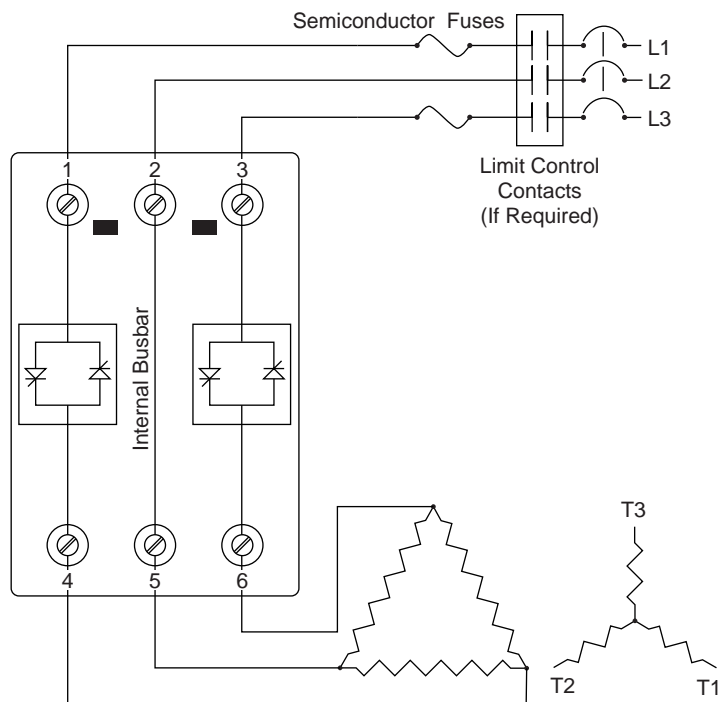 Semiconductor Fuses
L1
L2
L3
Limit Control
Contacts
(If Required)
1 2 3
Internal Busbar
4 5 6
T3
T2 T1